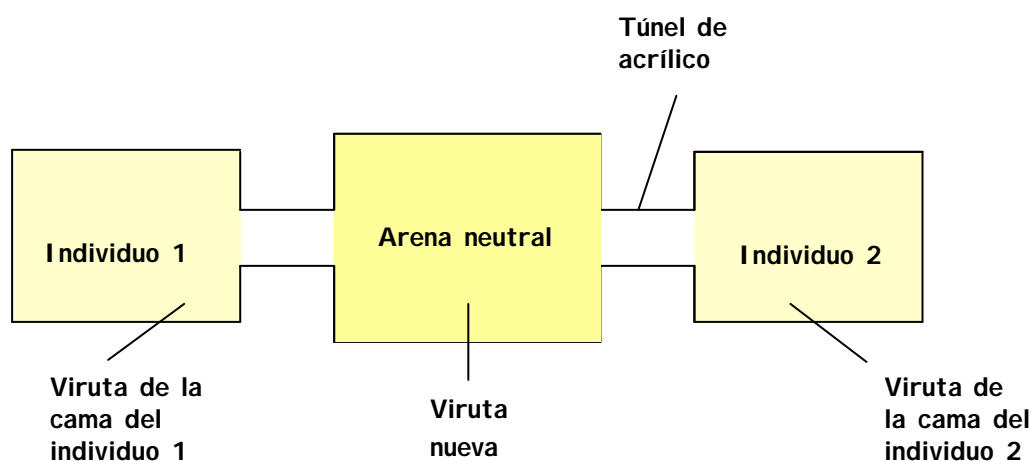 Túnel de
acrílico
Individuo 1
Arena neutral
Individuo 2
Viruta de la
cama del
individuo 1
Viruta
nueva
Viruta de
la cama del
individuo 2